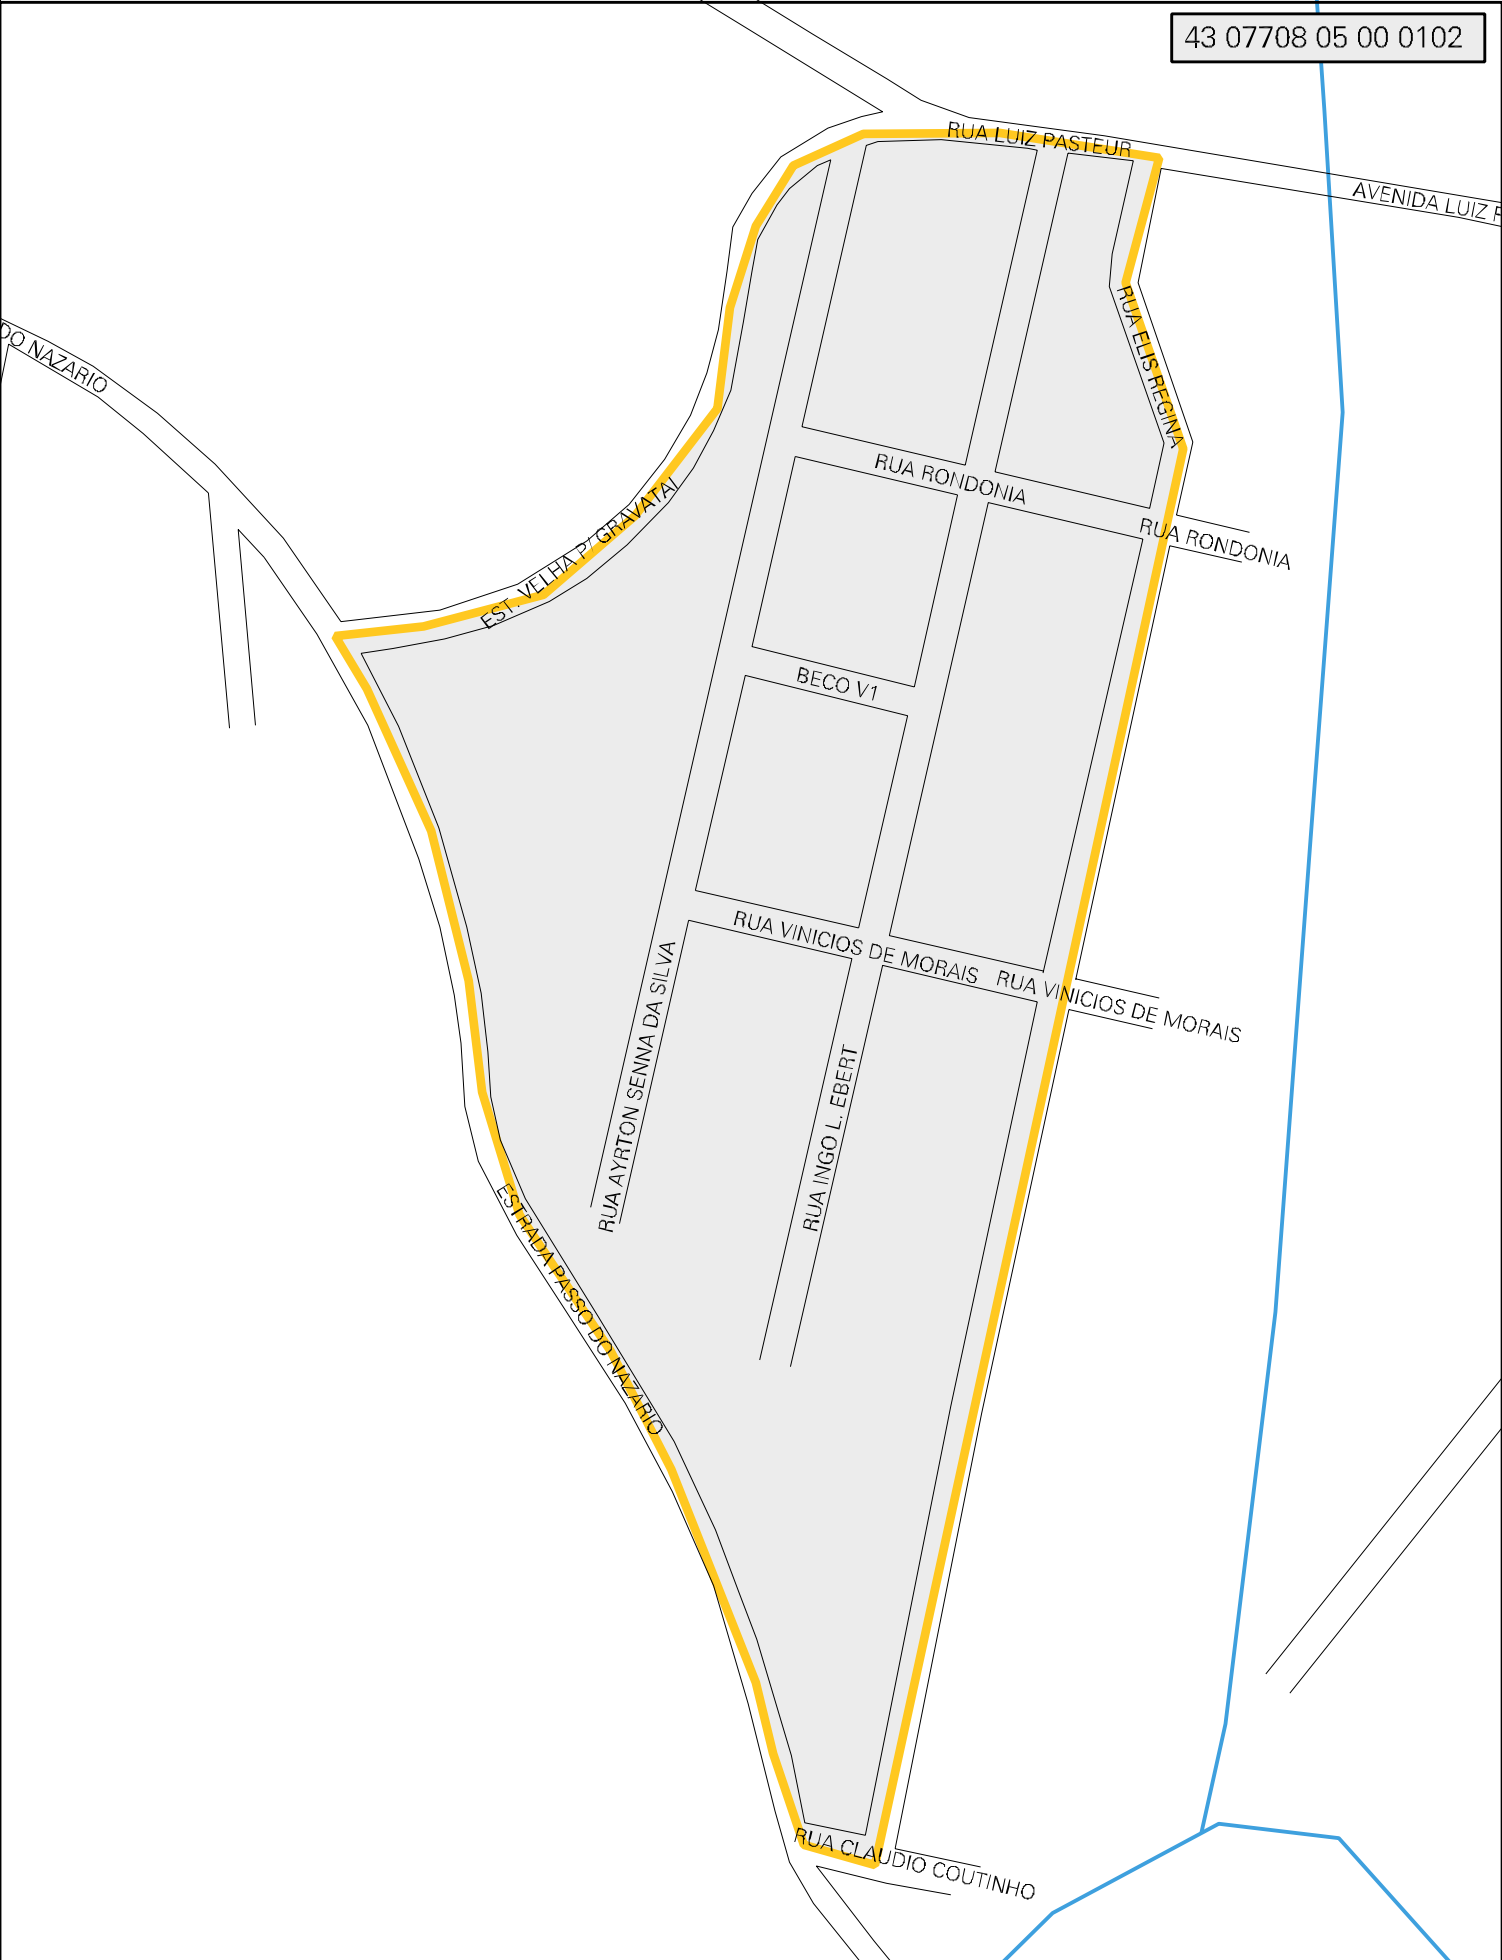 43 07708 05 00 0102
RUA LUIZ PASTEUR
AVENIDA LUIZ
DO NAZARIO
RUA ELIS REGINA
RUA RONDONIA
RUA RONDONIA
EST. VELHA P/ GRAVATAI
BECO V1
RUA VINICIOS DE MORAIS
RUA VINICIOS DE MORAIS
RUA AYRTON SENNA DA SILVA
RUA INGO L. EBERT
ESTRADA PASSO DO NAZARIO
RUA CLAUDIO COUTINHO